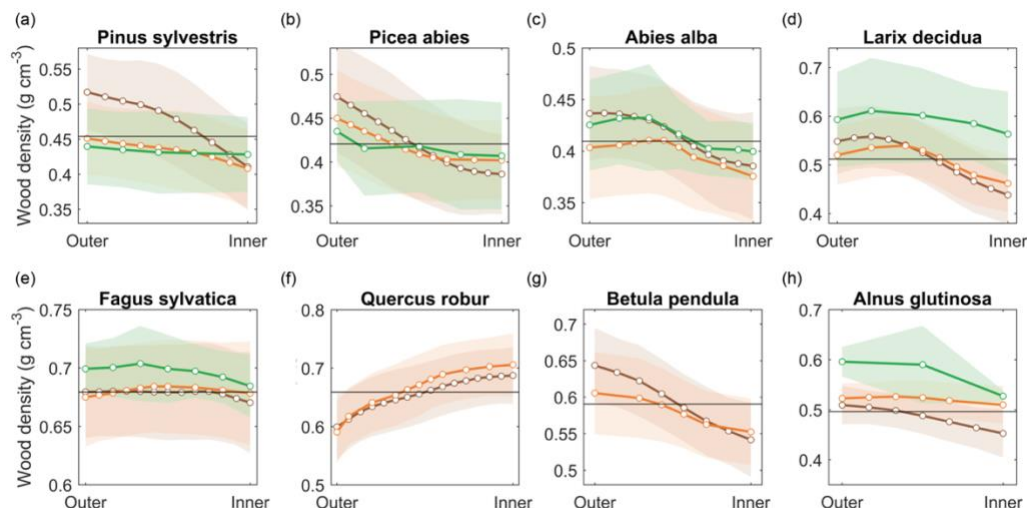 (a) (b) (c) (d)
Pinus sylvestris Picea abies Abies alba Larix decidua
Wood density (g cm-3)
0.55
0.5
0.45
0.4
0.35
Outer Inner
0.5
0.45
0.4
0.35
Outer Inner
0.5
0.45
0.4
0.35
Outer Inner
0.7
0.6
0.5
0.4
Outer Inner
(e) (f) (g) (h)
Fagus sylvatica Quercus robur Betula pendula Alnus glutinosa
Wood density (g cm-3)
0.75
0.7
0.65
0.6
Outer Inner
0.8
0.7
0.6
0.5
Outer Inner
0.7
0.65
0.6
0.55
0.5
Outer Inner
0.7
0.6
0.5
0.4
Outer Inner